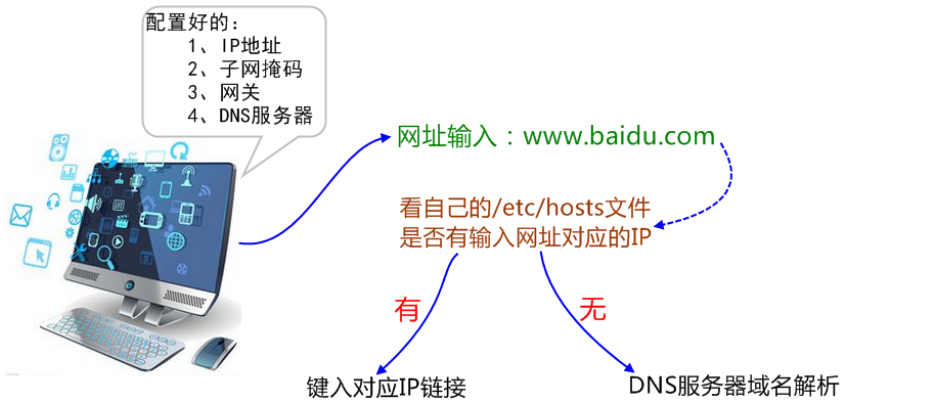 配置好的：
1、IP地址
2、子网掩码
3、网关
4、DNS服务器
网址输入：www.baidu.com
看自己的/etc/hosts文件
是否有输入网址对应的IP
有
无
键入对应IP链接
DNS服务器域名解析